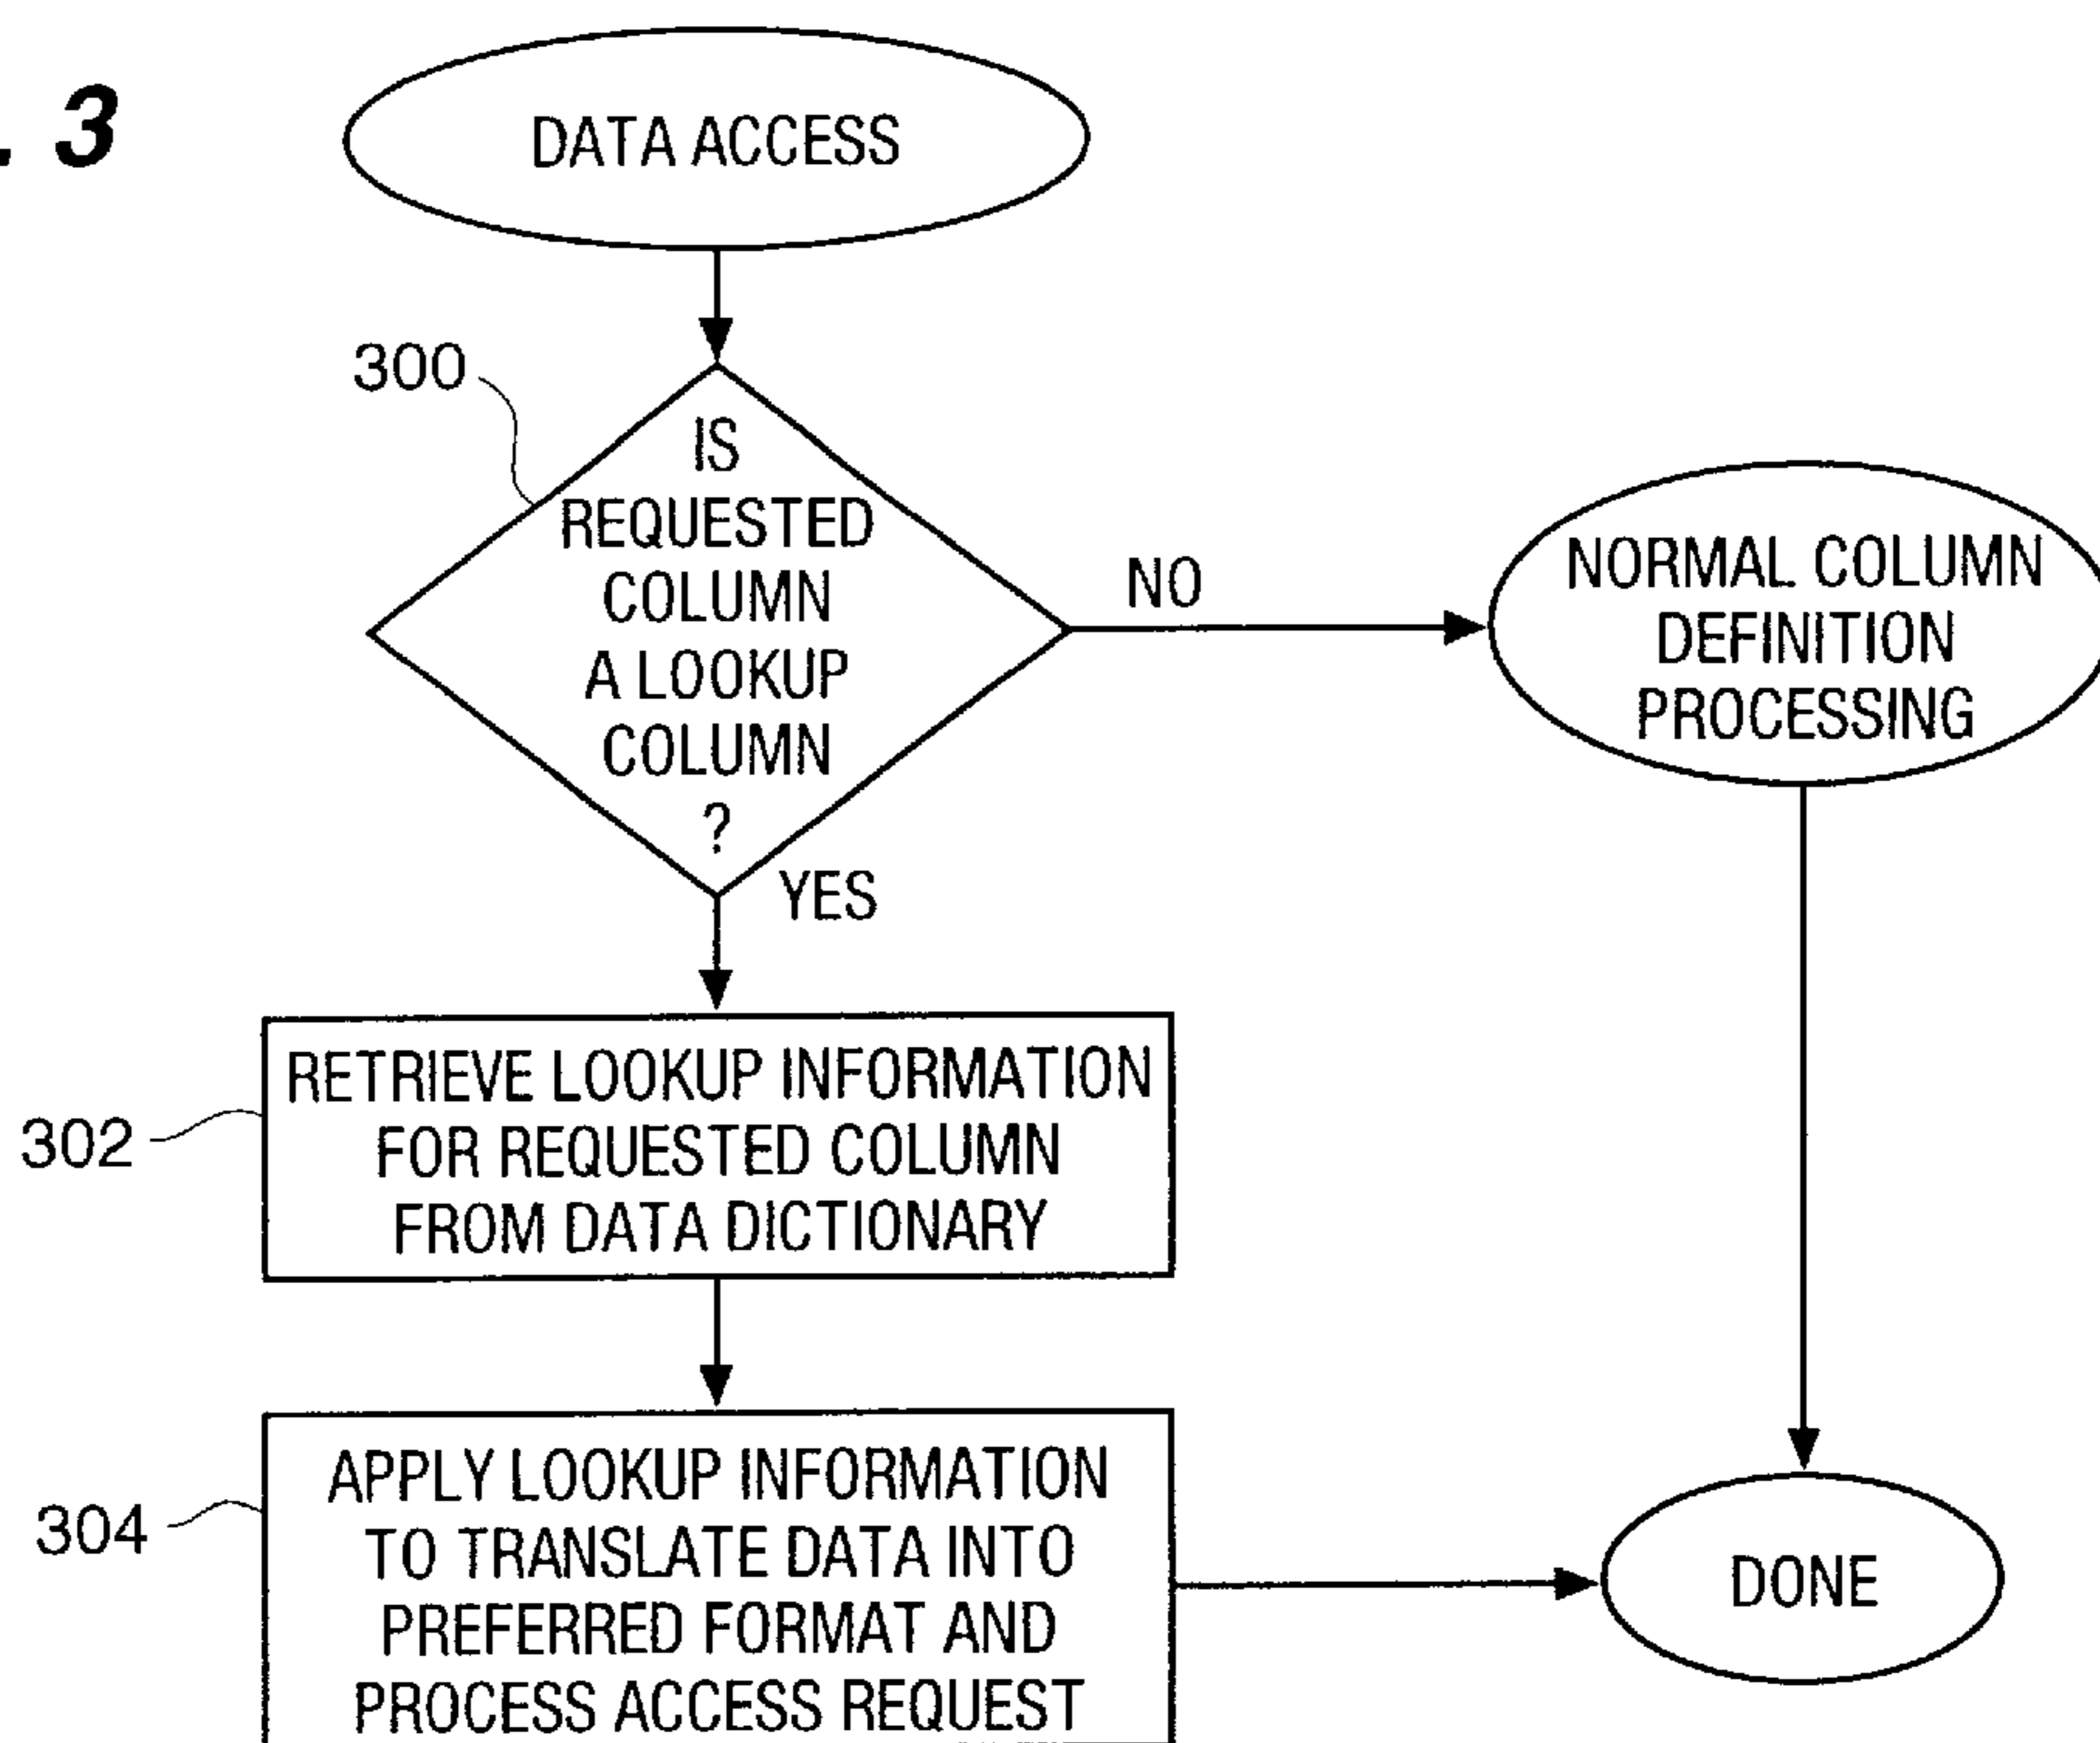 . 3
DATA ACCESS
300
IS
REQUESTED
COLUMN
A LOOKUP
COLUMN
?
NO
NORMAL COLUMN
DEFINITION
PROCESSING
YES
302
RETRIEVE LOOKUP INFORMATION
FOR REQUESTED COLUMN
FROM DATA DICTIONARY
304
APPLY LOOKUP INFORMATION
TO TRANSLATE DATA INTO
PREFERRED FORMAT AND
PROCESS ACCESS REQUEST
DONE